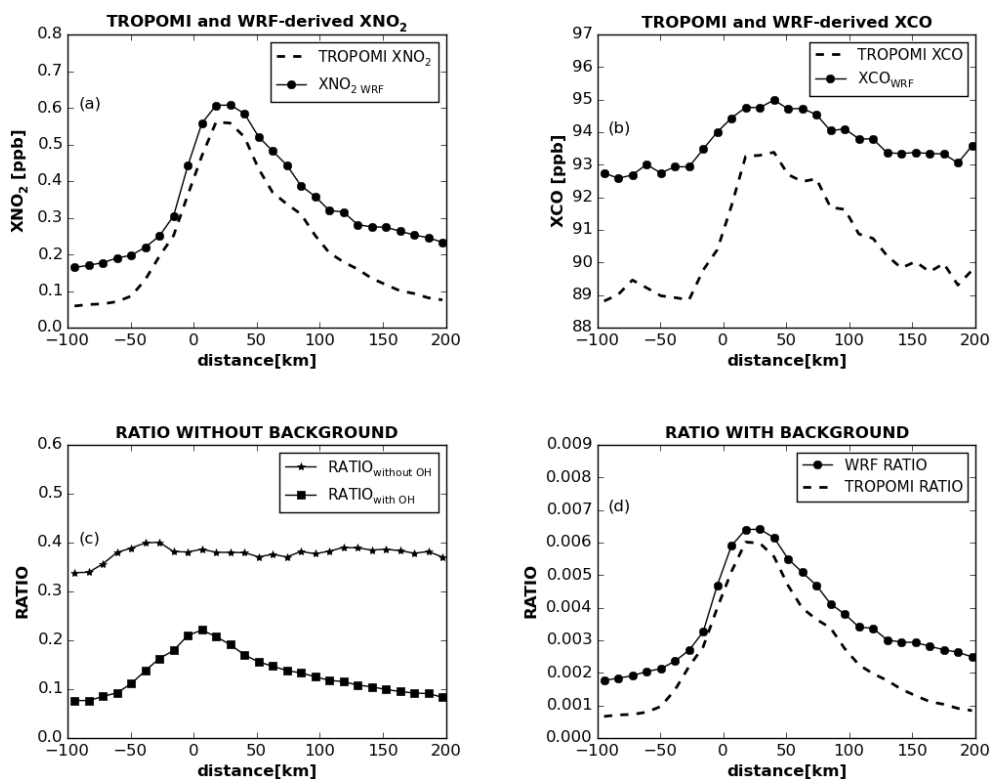 TROPOMI and WRF-derived XNO₂
0.8
0.7
0.6
0.5
0.4
0.3
0.2
0.1
0.0
XNO₂ [ppb]
(a)
TROPOMI XNO₂
XNO₂ WRF
−100 −50 0 50 100 150 200
distance[km]
TROPOMI and WRF-derived XCO
97
96
95
94
93
92
91
90
89
88
XCO [ppb]
(b)
TROPOMI XCO
XCO WRF
−100 −50 0 50 100 150 200
distance[km]
RATIO WITHOUT BACKGROUND
0.6
0.5
0.4
0.3
0.2
0.1
0.0
RATIO
(c)
RATIO without OH
RATIO with OH
−100 −50 0 50 100 150 200
distance[km]
RATIO WITH BACKGROUND
0.009
0.008
0.007
0.006
0.005
0.004
0.003
0.002
0.001
0.000
RATIO
(d)
WRF RATIO
TROPOMI RATIO
−100 −50 0 50 100 150 200
distance[km]